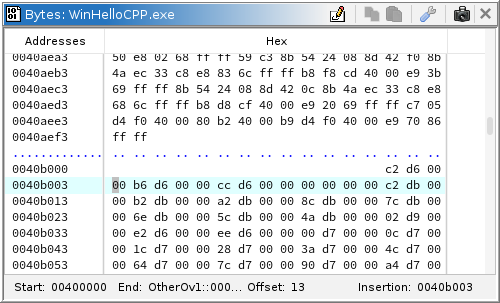 Bytes: WinHelloCPP.exe
Addresses Hex
0040aea3 50 e8 02 68 ff ff 59 c3 8b 54 24 08 8d 42 f0 8b
0040aeb3 4a ec 33 c8 e8 83 6c ff ff b8 f8 cd 40 00 e9 3b
0040aec3 69 ff ff 8b 54 24 08 8d 42 0c 8b 4a ec 33 c8 e8
0040aed3 68 6c ff ff b8 d8 cf 40 00 e9 20 69 ff ff c7 05
0040aee3 d4 f0 40 00 80 b2 40 00 b9 d4 f0 40 00 e9 70 86
0040aef3 ff ff
0040b000 c2 d6 00
0040b003 00 b6 d6 00 00 cc d6 00 00 00 00 00 00 c2 db 00
0040b013 00 b2 db 00 00 a2 db 00 00 8c db 00 00 7c db 00
0040b023 00 6e db 00 00 5c db 00 00 4a db 00 00 02 d9 00
0040b033 00 e2 d6 00 00 ee d6 00 00 00 d7 00 00 0c d7 00
0040b043 00 1c d7 00 00 28 d7 00 00 3a d7 00 00 4c d7 00
0040b053 00 64 d7 00 00 7c d7 00 00 90 d7 00 00 a4 d7 00
Start: 00400000 End: OtherOv1::000... Offset: 13 Insertion: 0040b003